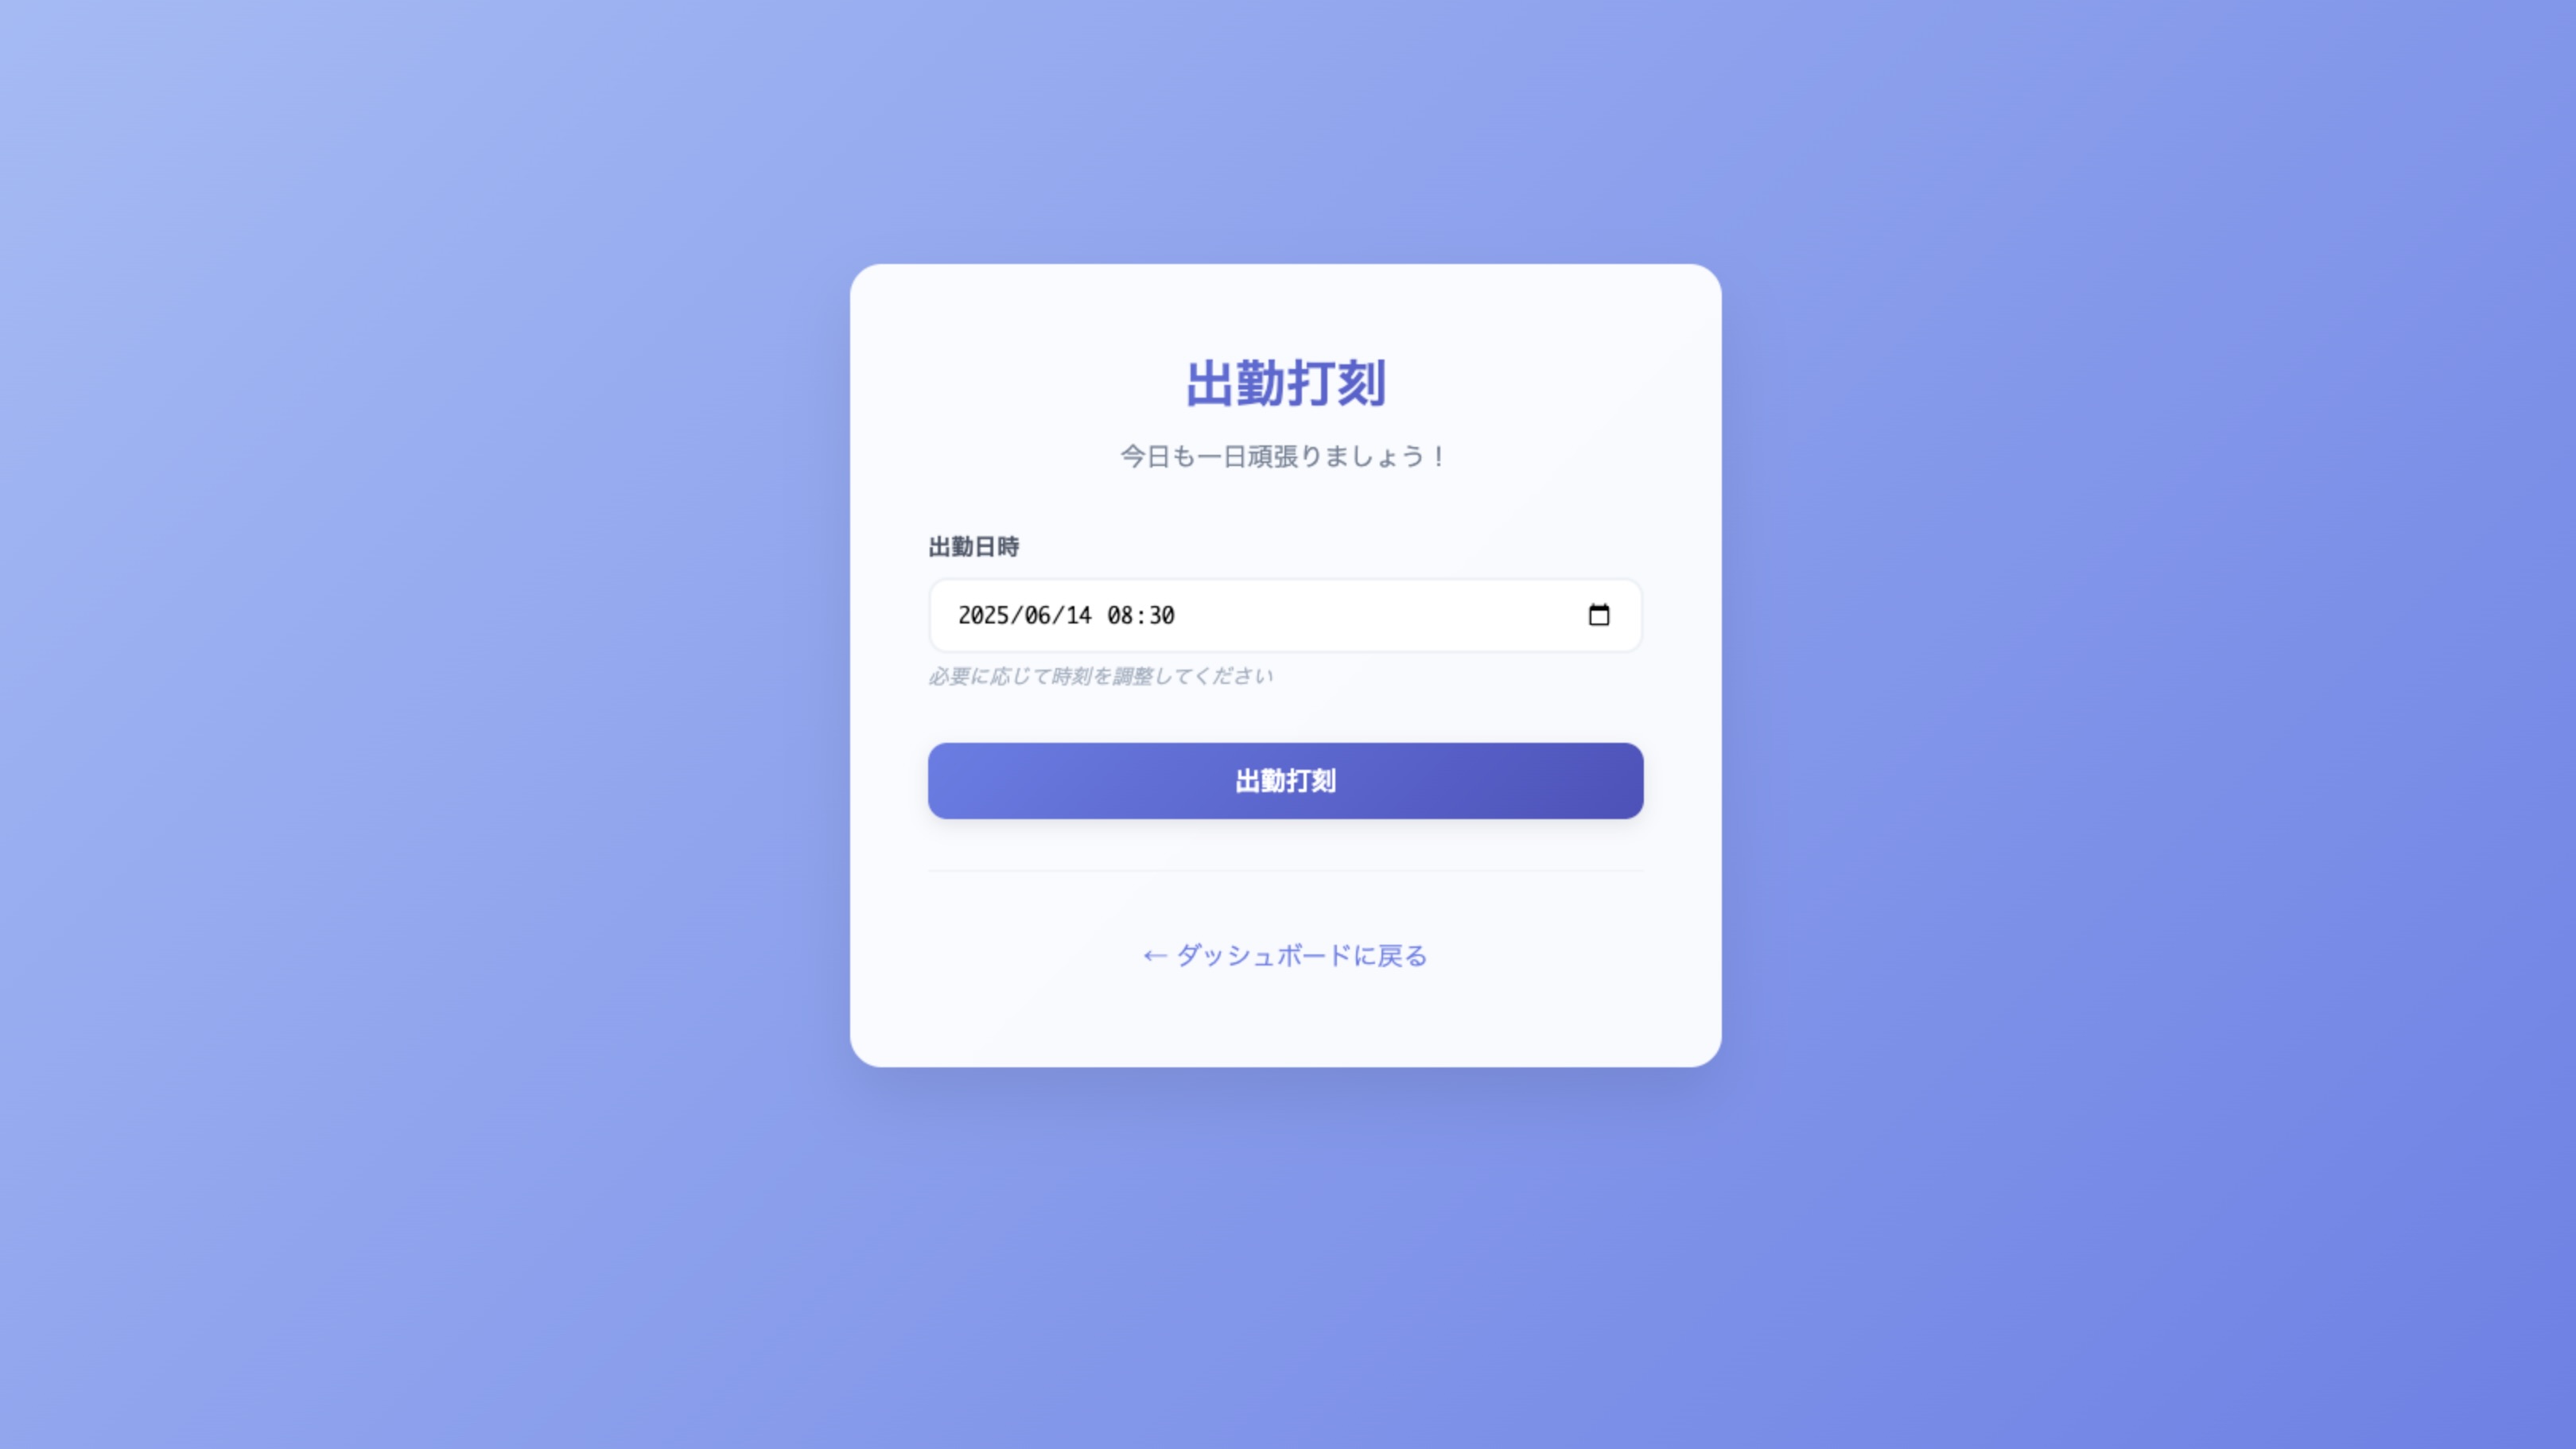 出勤打刻
今日も一日頑張りましょう！
出勤日時
2025/06/14 08:30
必要に応じて時刻を調整してください
出勤打刻
← ダッシュボードに戻る